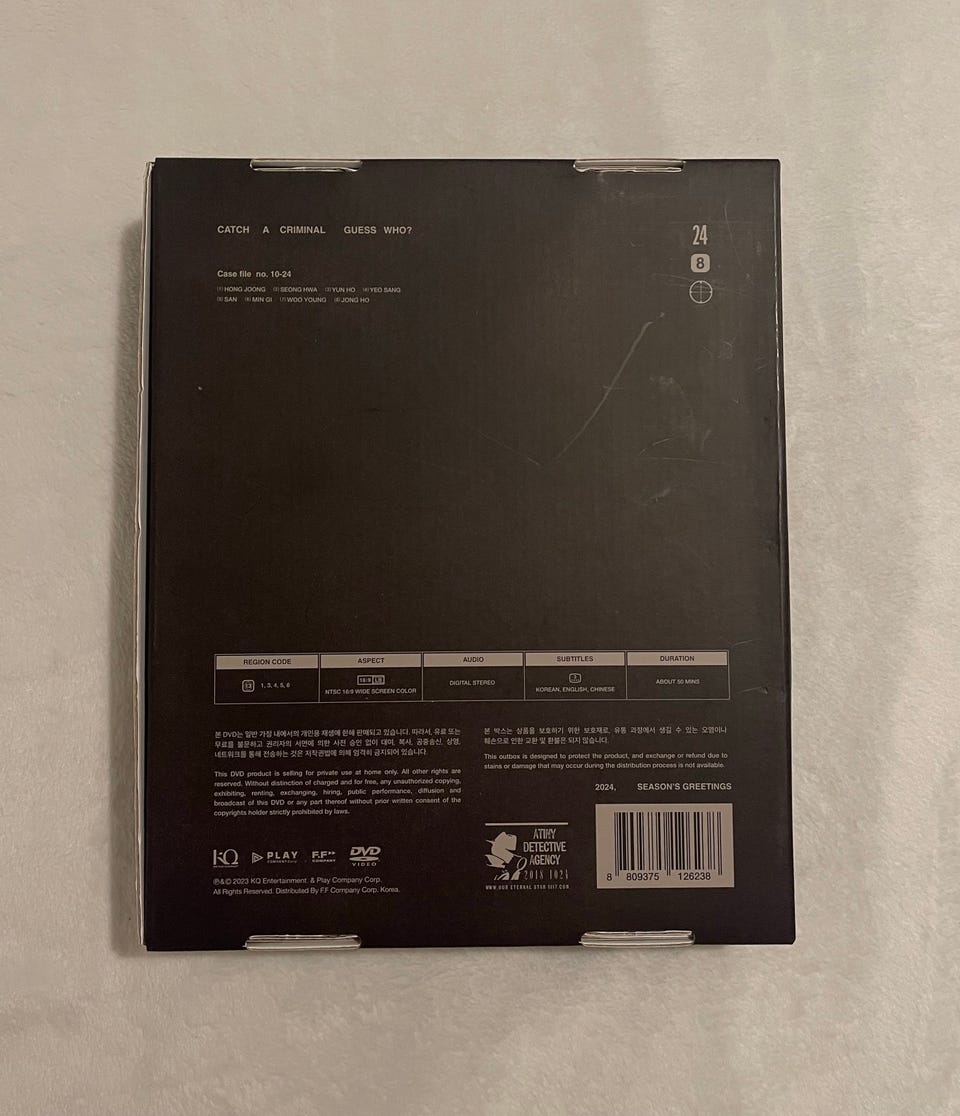 CATCH A CRIMINAL GUESS WHO?
24
8
Case file no. 10-24
(1) HONG JOONG (2) SEONG HWA (3) YUN HO (4) YEO SANG
(5) SAN (6) MIN GI (7) WOO YOUNG (8) JONG HO
REGION CODE ASPECT AUDIO SUBTITLES DURATION
1, 3, 4, 5, 6
16:9
NTSC 16:9 WIDE SCREEN COLOR
DIGITAL STEREO
3
KOREAN, ENGLISH, CHINESE
ABOUT 50 MINS
본 DVD는 일반 가정 내에서의 개인용 재생에 한해 판매되고 있습니다. 따라서, 유료 또는
무료를 불문하고 권리자의 서면에 의한 사전 승인 없이 대여, 복사, 공중송신, 상영,
네트워크를 통해 전송하는 것은 저작권법에 의해 엄격히 금지되어 있습니다.
This DVD product is selling for private use at home only. All other rights are
reserved. Without distinction of charged and for free, any unauthorized copying,
exhibiting, renting, exchanging, hiring, public performance, diffusion and
broadcast of this DVD or any part thereof without prior written consent of the
copyrights holder strictly prohibited by laws.
본 박스는 상품을 보호하기 위한 보호재로, 유통 과정에서 생길 수 있는 오염이나
훼손으로 인한 교환 및 환불은 되지 않습니다.
This outbox is designed to protect the product, and exchange or refund due to
stains or damage that may occur during the distribution process is not available.
2024, SEASON'S GREETINGS
KQ
PLAY
COMPANY
F.F
COMPANY
DVD
VIDEO
ATINY
DETECTIVE
AGENCY
2018 1024
8 809375 126238
℗&© 2023 KQ Entertainment. & Play Company Corp.
All Rights Reserved. Distributed By F.F Company Corp. Korea.